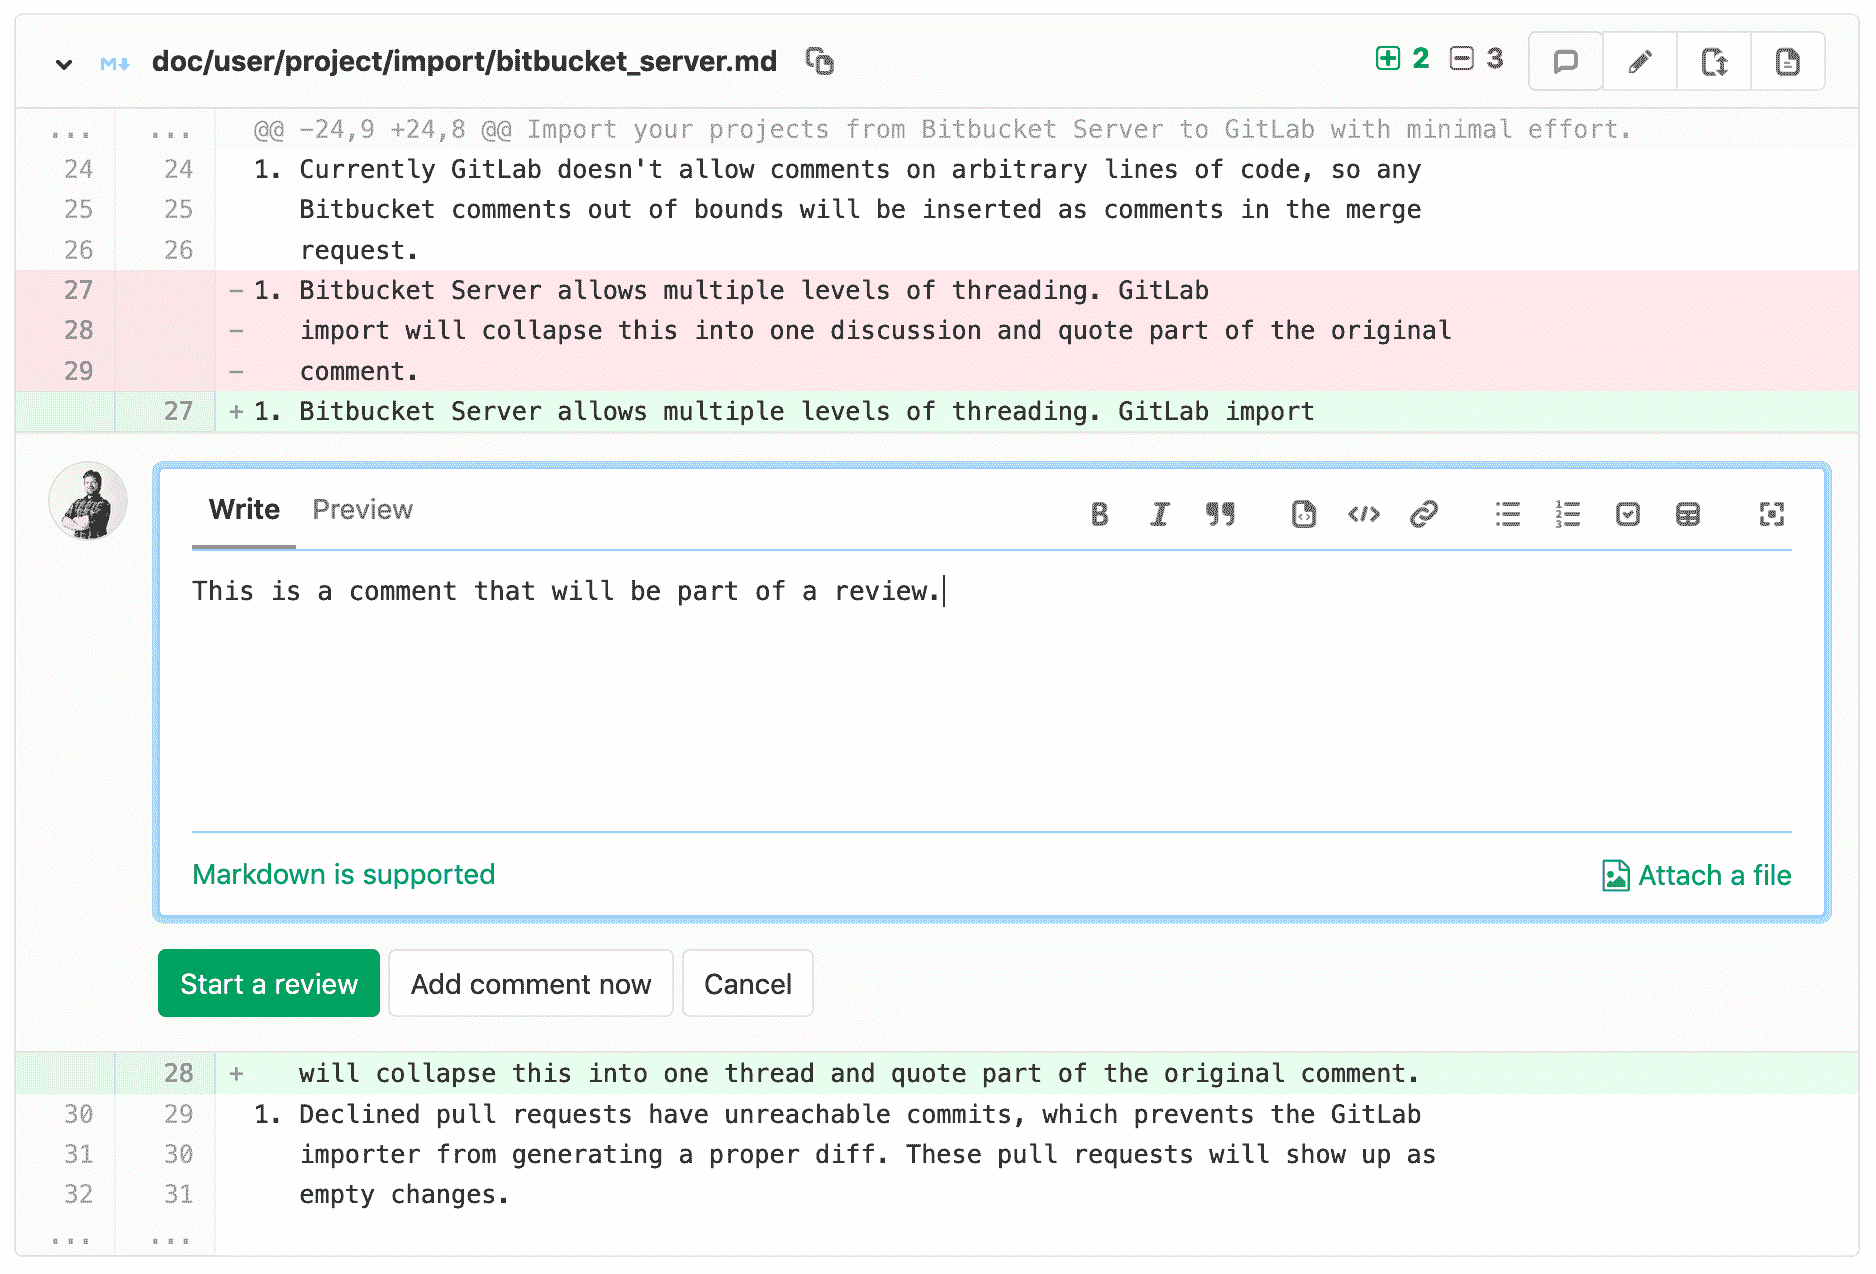 doc/user/project/import/bitbucket_server.md 2 3
... ... @@ -24,9 +24,8 @@ Import your projects from Bitbucket Server to GitLab with minimal effort.
24 24 1. Currently GitLab doesn't allow comments on arbitrary lines of code, so any
25 25 Bitbucket comments out of bounds will be inserted as comments in the merge
26 26 request.
27 - 1. Bitbucket Server allows multiple levels of threading. GitLab
28 - import will collapse this into one discussion and quote part of the original
29 - comment.
27 + 1. Bitbucket Server allows multiple levels of threading. GitLab import
Write Preview
This is a comment that will be part of a review.
Markdown is supported Attach a file
Start a review Add comment now Cancel
28 + will collapse this into one thread and quote part of the original comment.
30 29 1. Declined pull requests have unreachable commits, which prevents the GitLab
31 30 importer from generating a proper diff. These pull requests will show up as
32 31 empty changes.
... ...